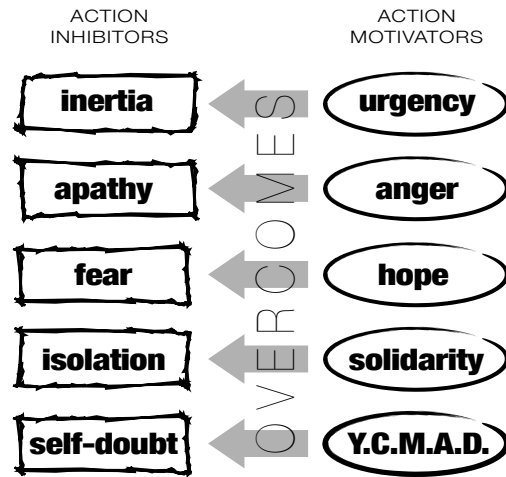 ACTION
INHIBITORS
ACTION
MOTIVATORS
inertia
urgency
apathy
anger
fear
hope
isolation
solidarity
self-doubt
Y.C.M.A.D.
OVERCOMES